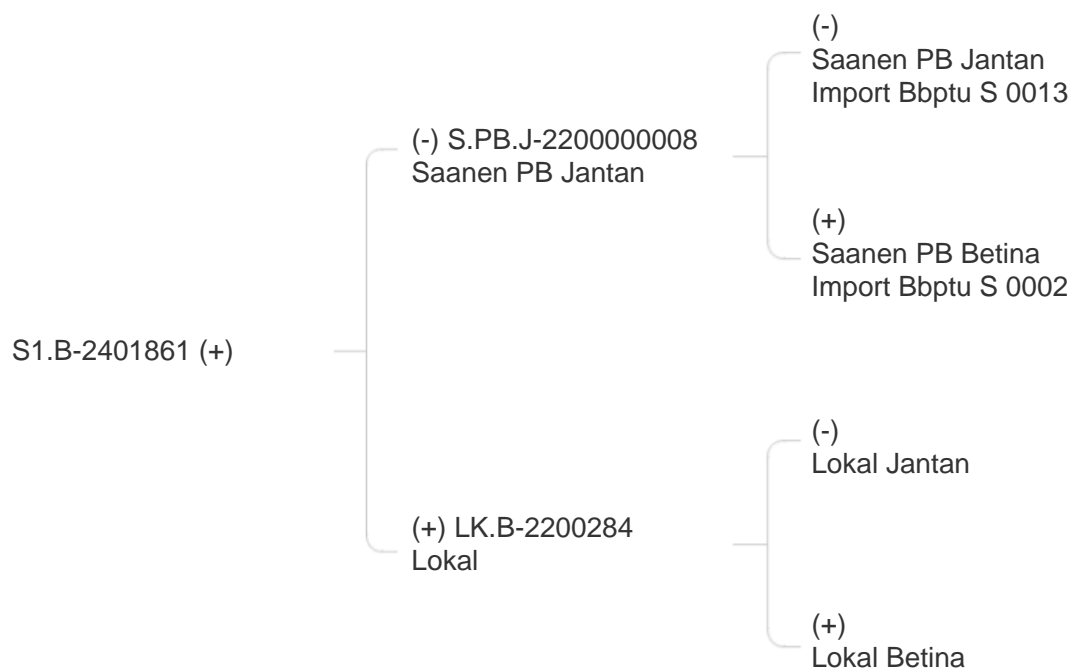 (-)
Saanen PB Jantan
Import Bbptu S 0013
(-) S.PB.J-2200000008
Saanen PB Jantan
(+)
Saanen PB Betina
Import Bbptu S 0002
S1.B-2401861 (+)
(-)
Lokal Jantan
(+) LK.B-2200284
Lokal
(+)
Lokal Betina